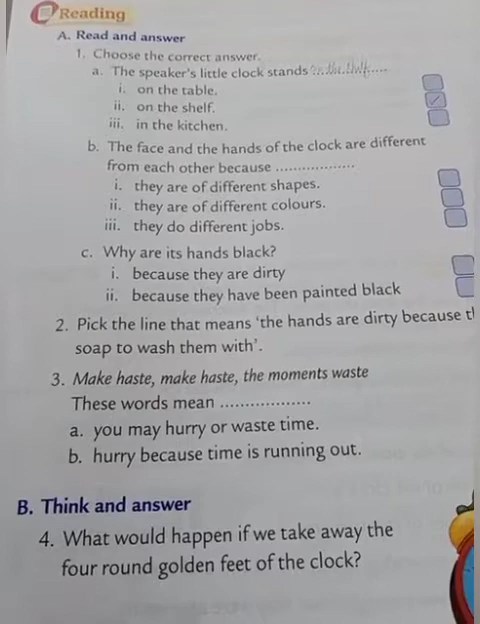 Reading
A. Read and answer
1. Choose the correct answer.
a. The speaker's little clock stands on the shelf.....
i. on the table.
ii. on the shelf.
iii. in the kitchen.
b. The face and the hands of the clock are different
from each other because ..................
i. they are of different shapes.
ii. they are of different colours.
iii. they do different jobs.
c. Why are its hands black?
i. because they are dirty
ii. because they have been painted black
2. Pick the line that means 'the hands are dirty because t
soap to wash them with'.
3. Make haste, make haste, the moments waste
These words mean ..................
a. you may hurry or waste time.
b. hurry because time is running out.
B. Think and answer
4. What would happen if we take away the
four round golden feet of the clock?